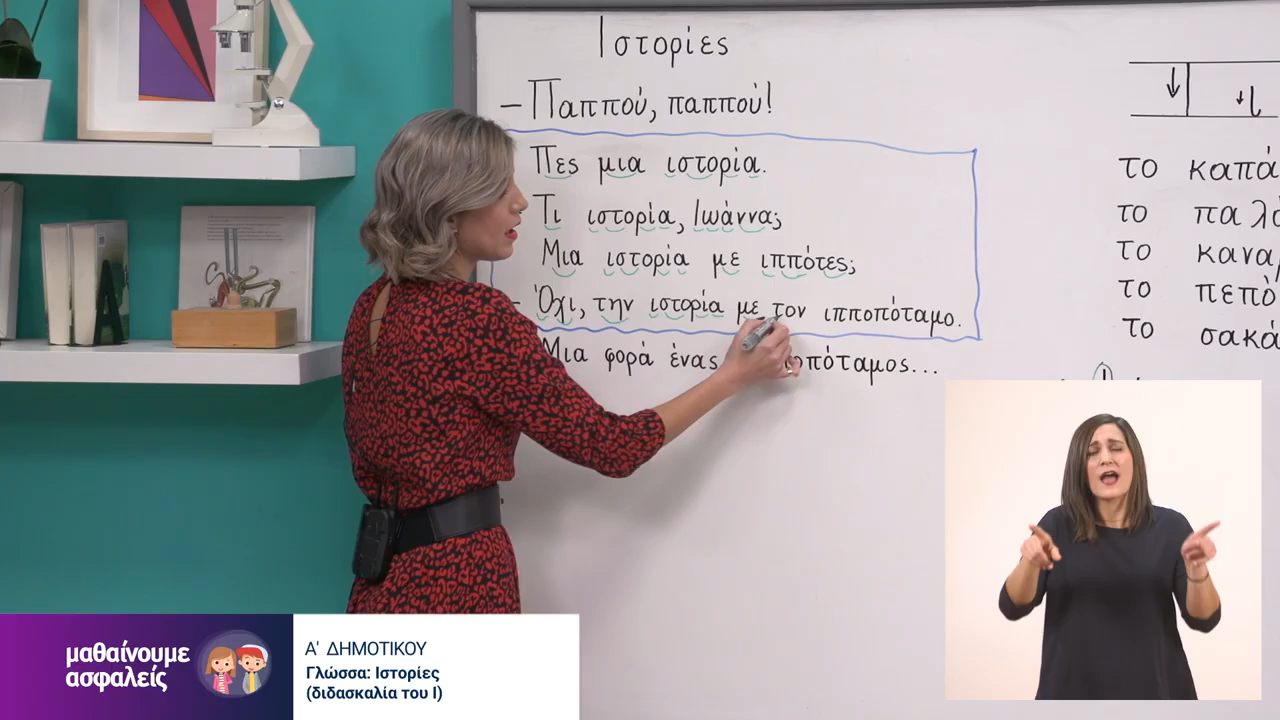 Ιστορίες
– Παππού, παππού!
Πες μια ιστορία.
Τι ιστορία, Ιωάννα;
Μια ιστορία με ιππότες;
– Όχι, την ιστορία με τον ιπποπόταμο.
Μια φορά ένας
το
το
το
το πεπό
το
μαθαίνουμε
ασφαλείς
Α' ΔΗΜΟΤΙΚΟΥ
Γλώσσα: Ιστορίες
(διδασκαλία του Ι)